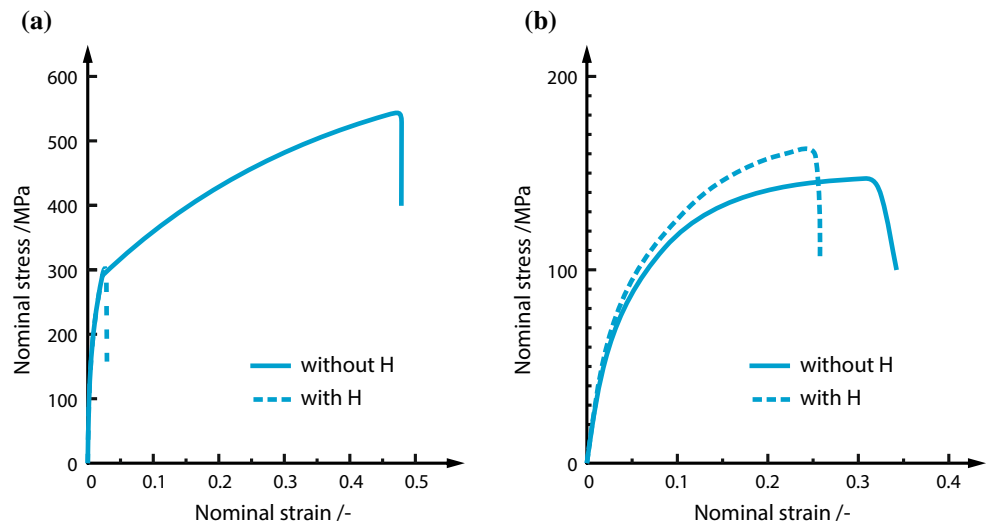 (a)
Nominal stress /MPa
600
500
400
300
200
100
0
0 0.1 0.2 0.3 0.4 0.5
Nominal strain /-
without H
with H
(b)
Nominal stress /MPa
200
100
0
0 0.1 0.2 0.3 0.4
Nominal strain /-
without H
with H